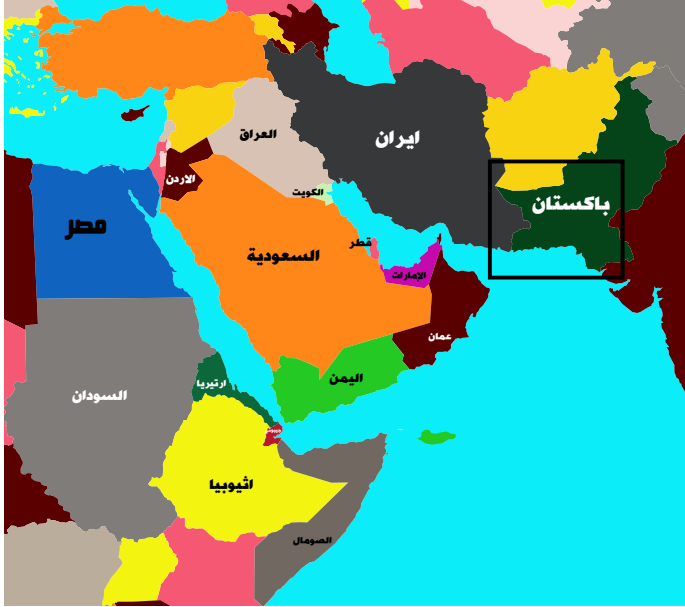 ايران
العراق
الاردن
الكويت
باكستان
مصر
قطر
السعودية
الإمارات
عمان
اليمن
ارتيريا
السودان
اثيوبيا
الصومال